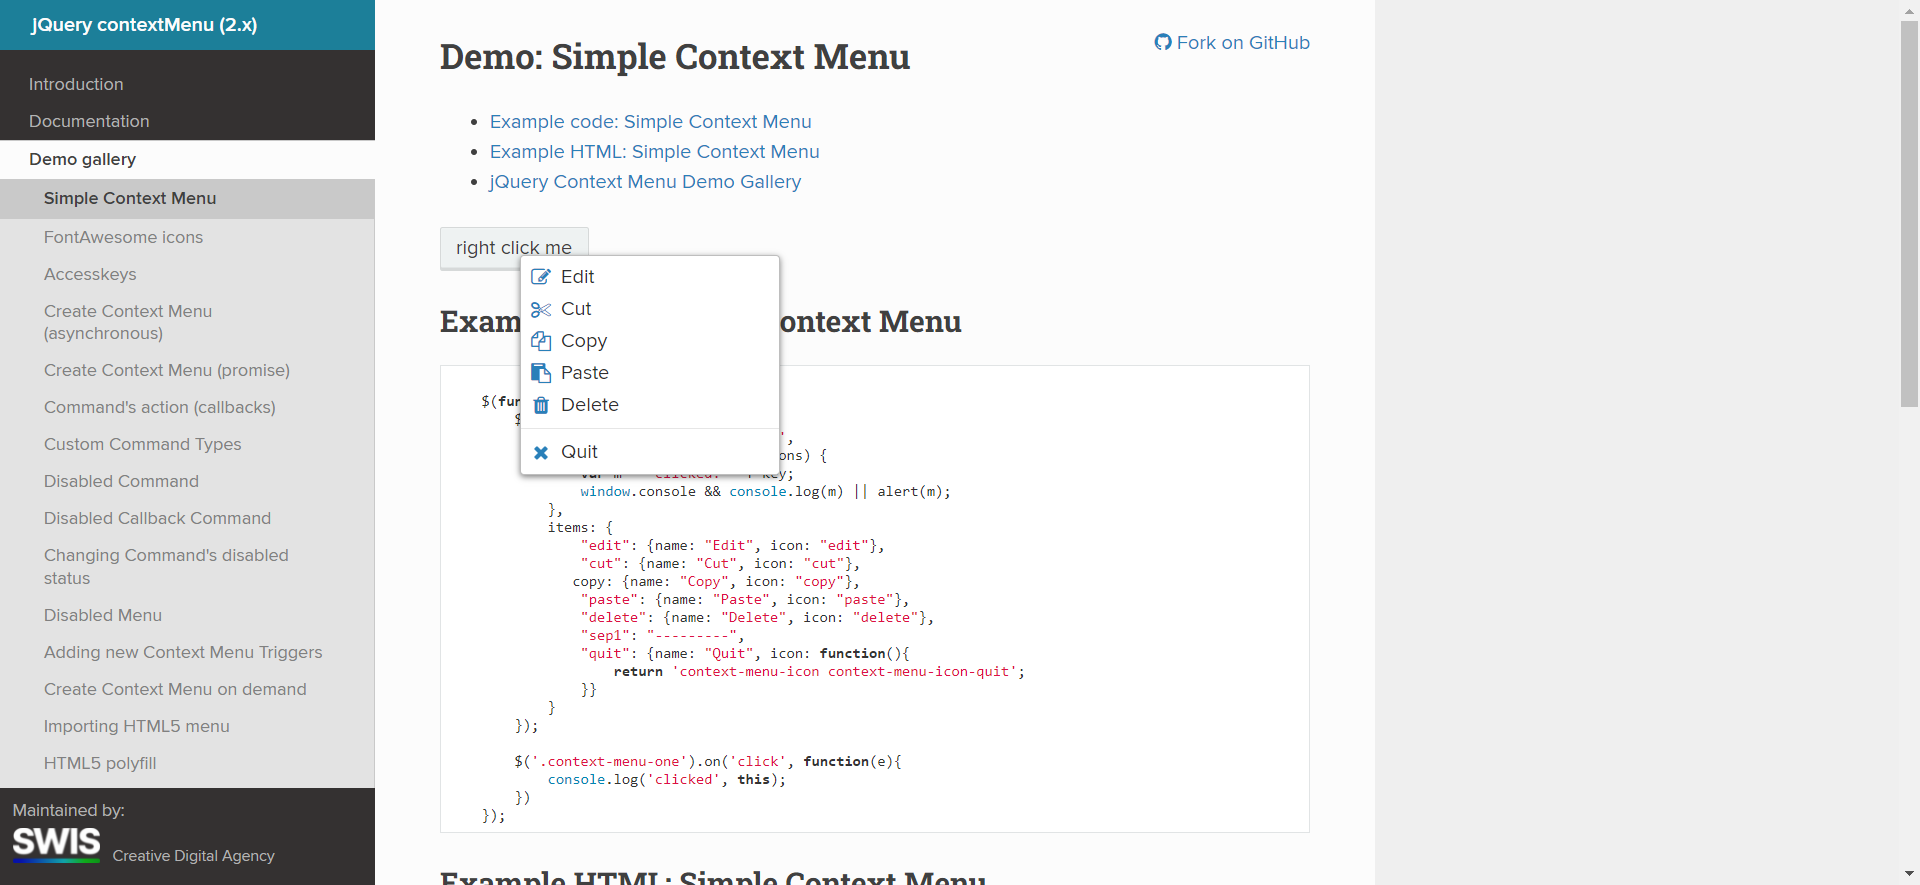 jQuery contextMenu (2.x)
Introduction
Documentation
Demo gallery
Simple Context Menu
FontAwesome icons
Accesskeys
Create Context Menu
(asynchronous)
Create Context Menu (promise)
Command's action (callbacks)
Custom Command Types
Disabled Command
Disabled Callback Command
Changing Command's disabled
status
Disabled Menu
Adding new Context Menu Triggers
Create Context Menu on demand
Importing HTML5 menu
HTML5 polyfill
Maintained by:
SWIS
Creative Digital Agency
Demo: Simple Context Menu
Fork on GitHub
Example code: Simple Context Menu
Example HTML: Simple Context Menu
jQuery Context Menu Demo Gallery
right click me
Edit
Cut
Copy
Paste
Delete
Quit
Exam
ontext Menu
$(fur
$
',
ons) {
key;
window.console && console.log(m) || alert(m);
},
items: {
"edit": {name: "Edit", icon: "edit"},
"cut": {name: "Cut", icon: "cut"},
copy: {name: "Copy", icon: "copy"},
"paste": {name: "Paste", icon: "paste"},
"delete": {name: "Delete", icon: "delete"},
"sep1": "---------",
"quit": {name: "Quit", icon: function(){
return 'context-menu-icon context-menu-icon-quit';
}}
}
});
$('.context-menu-one').on('click', function(e){
console.log('clicked', this);
})
});
Example HTML: Simple Context Menu